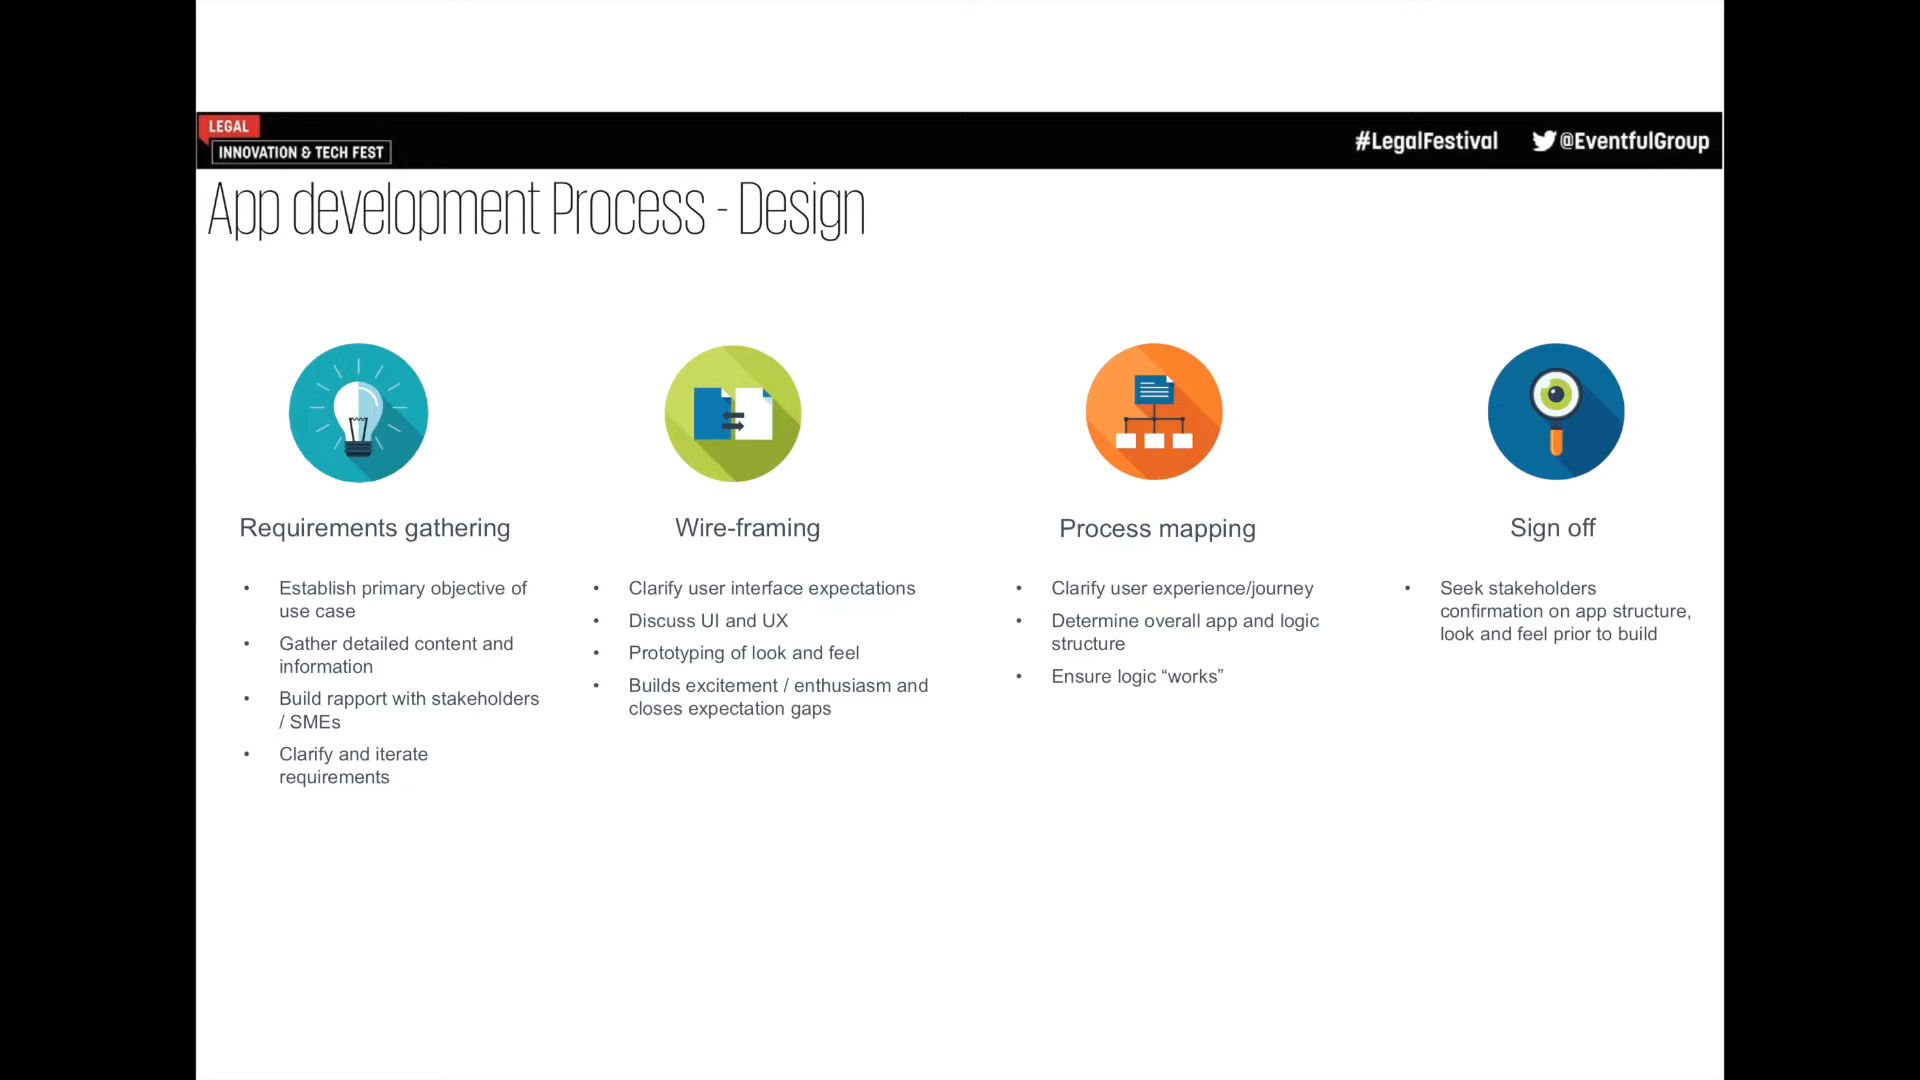 LEGAL
INNOVATION & TECH FEST
#LegalFestival
@EventfulGroup
App development Process - Design
Requirements gathering
• Establish primary objective of
use case
• Gather detailed content and
information
• Build rapport with stakeholders
/ SMEs
• Clarify and iterate
requirements
Wire-framing
• Clarify user interface expectations
• Discuss UI and UX
• Prototyping of look and feel
• Builds excitement / enthusiasm and
closes expectation gaps
Process mapping
• Clarify user experience/journey
• Determine overall app and logic
structure
• Ensure logic “works”
Sign off
• Seek stakeholders
confirmation on app structure,
look and feel prior to build